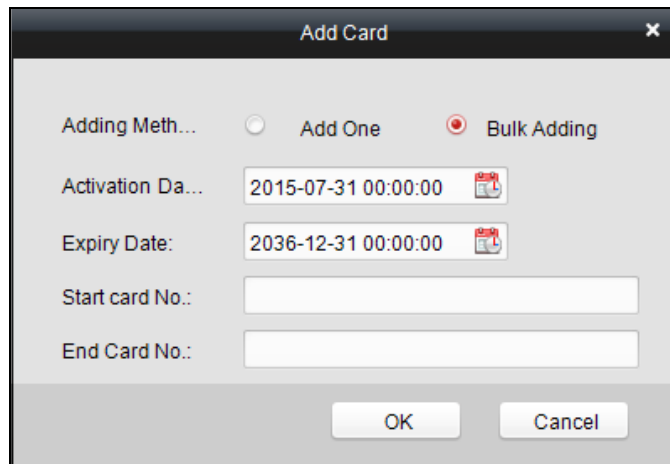 Add Card
Adding Meth... Add One Bulk Adding
Activation Da... 2015-07-31 00:00:00
Expiry Date: 2036-12-31 00:00:00
Start card No.:
End Card No.:
OK Cancel